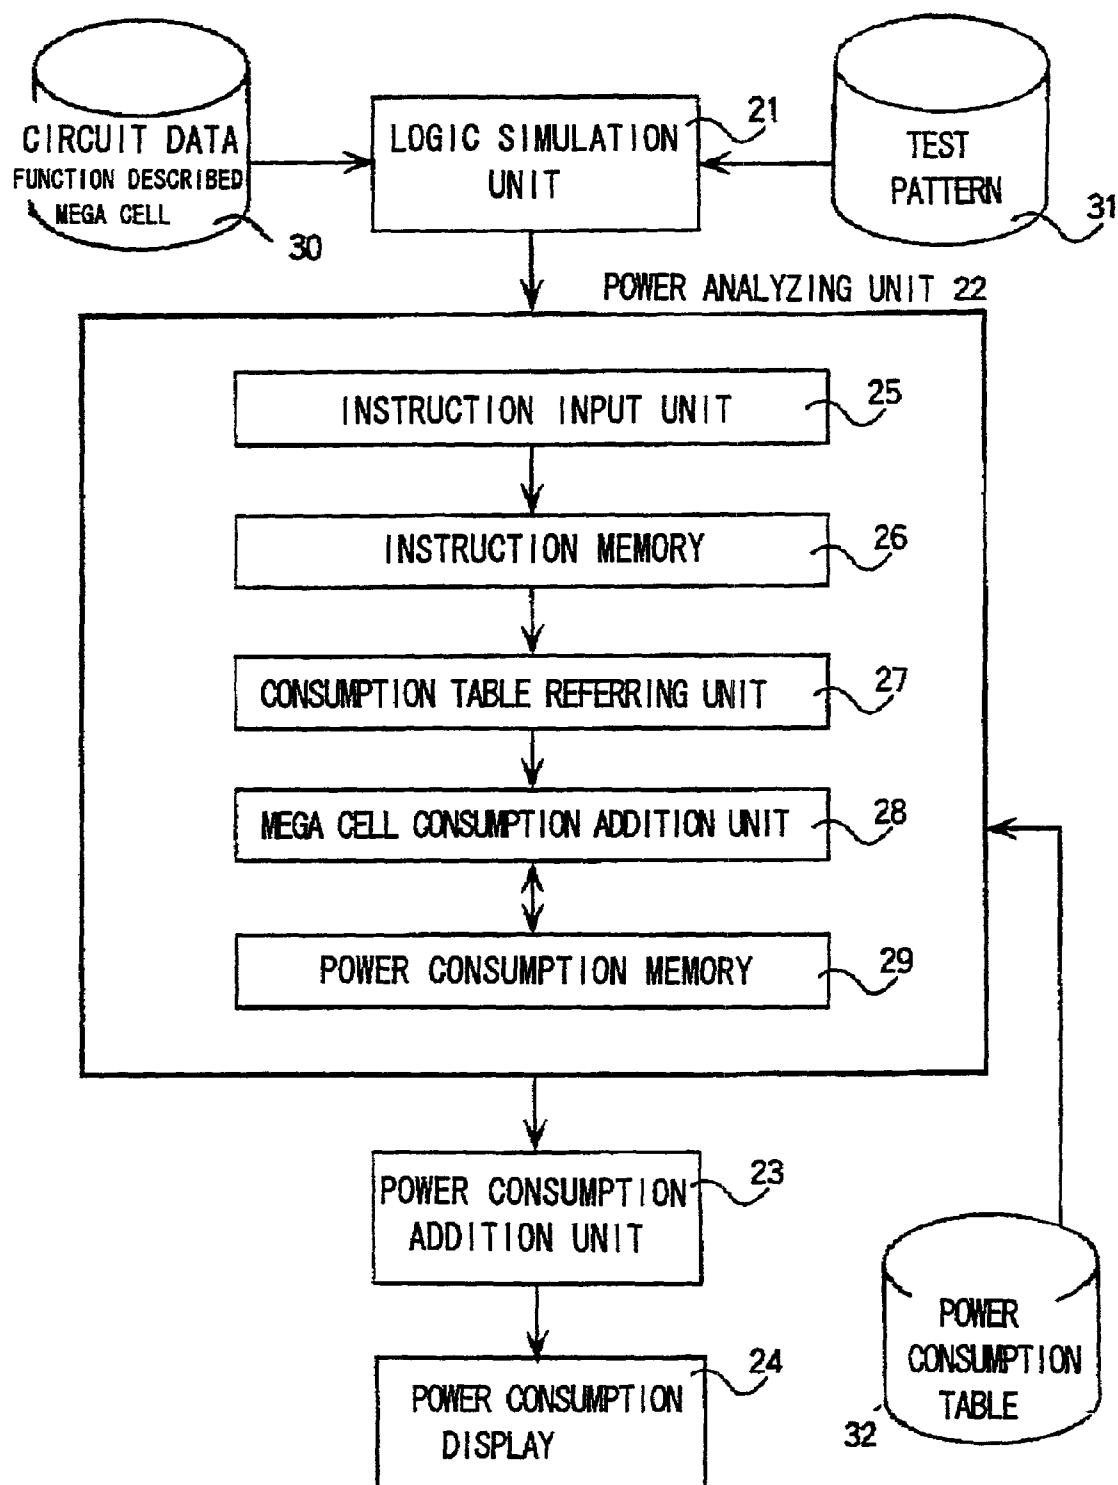 CIRCUIT DATA
FUNCTION DESCRIBED
MEGA CELL
30
LOGIC SIMULATION
UNIT
21
TEST
PATTERN
31
POWER ANALYZING UNIT 22
INSTRUCTION INPUT UNIT
25
INSTRUCTION MEMORY
26
CONSUMPTION TABLE REFERRING UNIT
27
MEGA CELL CONSUMPTION ADDITION UNIT
28
POWER CONSUMPTION MEMORY
29
POWER CONSUMPTION
ADDITION UNIT
23
POWER CONSUMPTION
DISPLAY
24
POWER
CONSUMPTION
TABLE
32